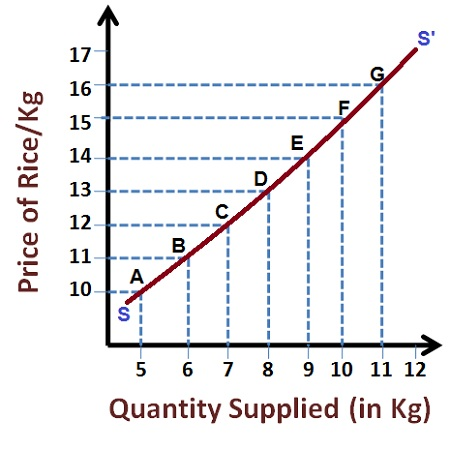 S'
17
16
15
14
13
12
11
10
Price of Rice/Kg
G
F
E
D
C
B
A
S
5 6 7 8 9 10 11 12
Quantity Supplied (in Kg)